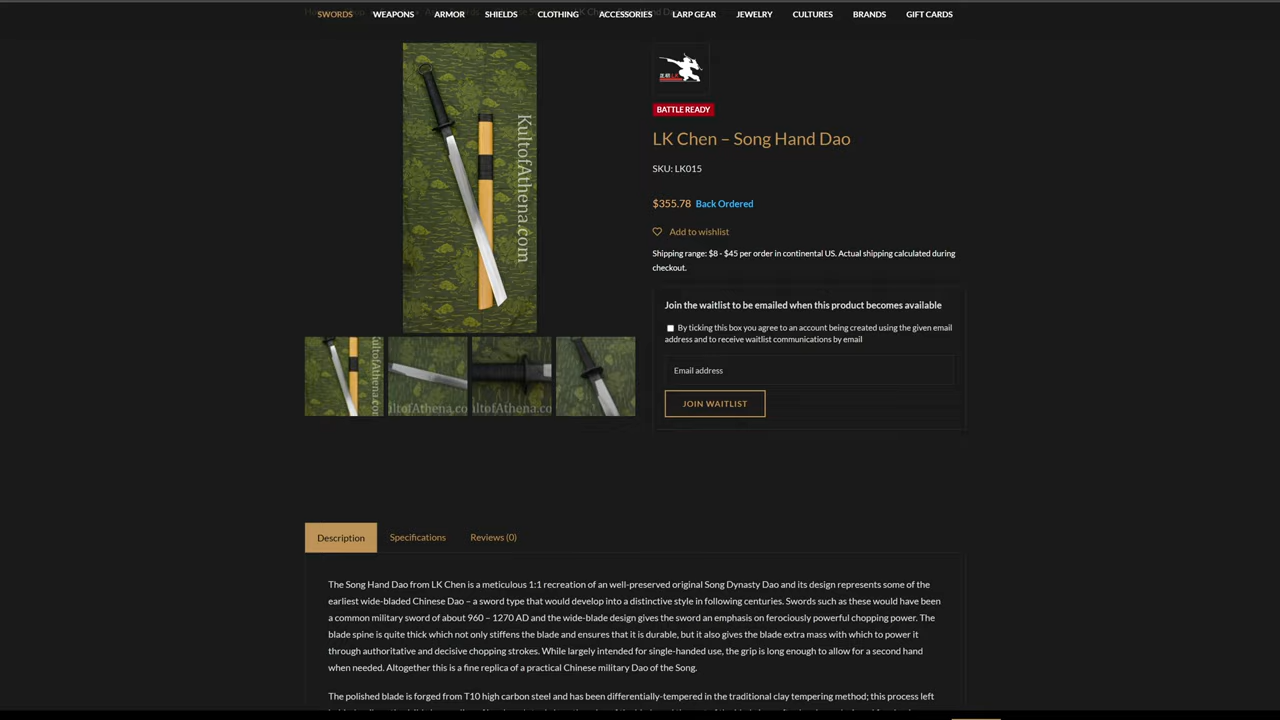 SWORDS WEAPONS ARMOR SHIELDS CLOTHING ACCESSORIES LARP GEAR JEWELRY CULTURES BRANDS GIFT CARDS
KultofAthena.com
BATTLE READY
LK Chen – Song Hand Dao
SKU: LK015
$355.78 Back Ordered
Add to wishlist
Shipping range: $8 - $45 per order in continental US. Actual shipping calculated during
checkout.
Join the waitlist to be emailed when this product becomes available
By ticking this box you agree to an account being created using the given email
address and to receive waitlist communications by email
Email address
JOIN WAITLIST
Description Specifications Reviews (0)
The Song Hand Dao from LK Chen is a meticulous 1:1 recreation of an well-preserved original Song Dynasty Dao and its design represents some of the
earliest wide-bladed Chinese Dao – a sword type that would develop into a distinctive style in following centuries. Swords such as these would have been
a common military sword of about 960 – 1270 AD and the wide-blade design gives the sword an emphasis on ferociously powerful chopping power. The
blade spine is quite thick which not only stiffens the blade and ensures that it is durable, but it also gives the blade extra mass with which to power it
through authoritative and decisive chopping strokes. While largely intended for single-handed use, the grip is long enough to allow for a second hand
when needed. Altogether this is a fine replica of a practical Chinese military Dao of the Song.
The polished blade is forged from T10 high carbon steel and has been differentially-tempered in the traditional clay tempering method; this process left